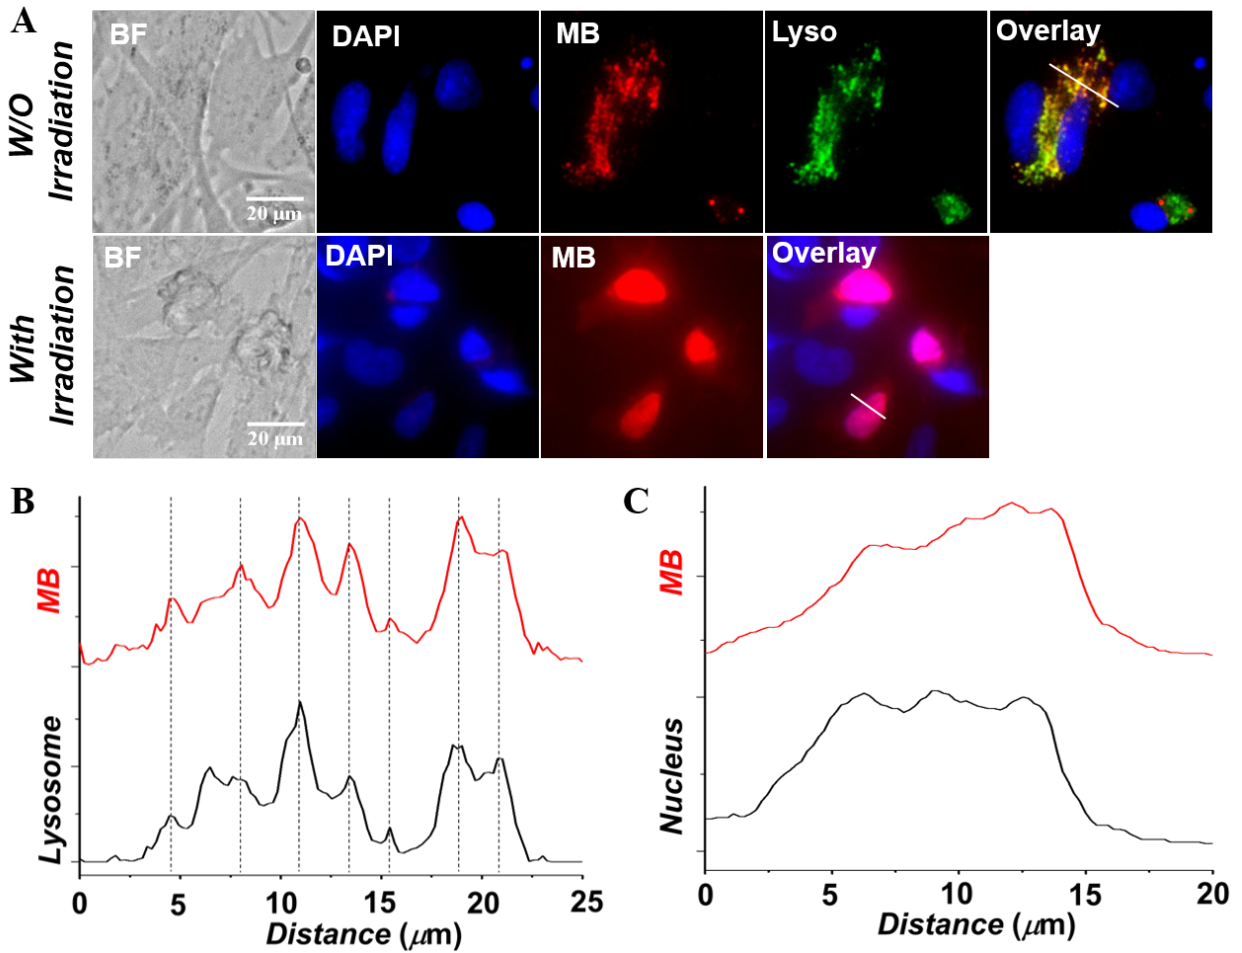 A
W/O
Irradiation
BF
20 μm
DAPI
MB
Lyso
Overlay
With
Irradiation
BF
20 μm
DAPI
MB
Overlay
B
MB
Lysosome
0 5 10 15 20 25
Distance (μm)
C
MB
Nucleus
0 5 10 15 20
Distance (μm)